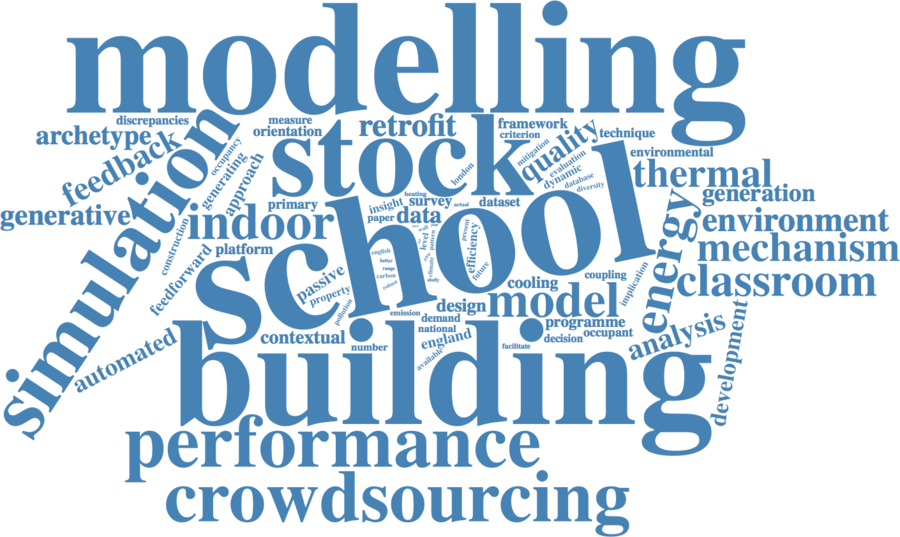 modelling
discrepancies
measure
archetype
orientation
retrofit
framework
criterion
technique
feedback
simulation
occupancy
generating
approach
stock
london
quality
mitigation
evaluation
dynamic
database
diversity
environmental
thermal
generation
generative
indoor
primary
insight
heating
survey
actual
paper
data
dataset
school
environment
mechanism
classroom
energy
construction
feedforward
platform
passive
property
pollution
english
better
range
carbon
robust
level
climate
pattern
wall
study
present
efficiency
future
cooling
coupling
implication
design
model
emission
demand
national
england
available
programme
occupant
decision
facilitate
contextual
number
automated
analysis
development
building
performance
crowdsourcing